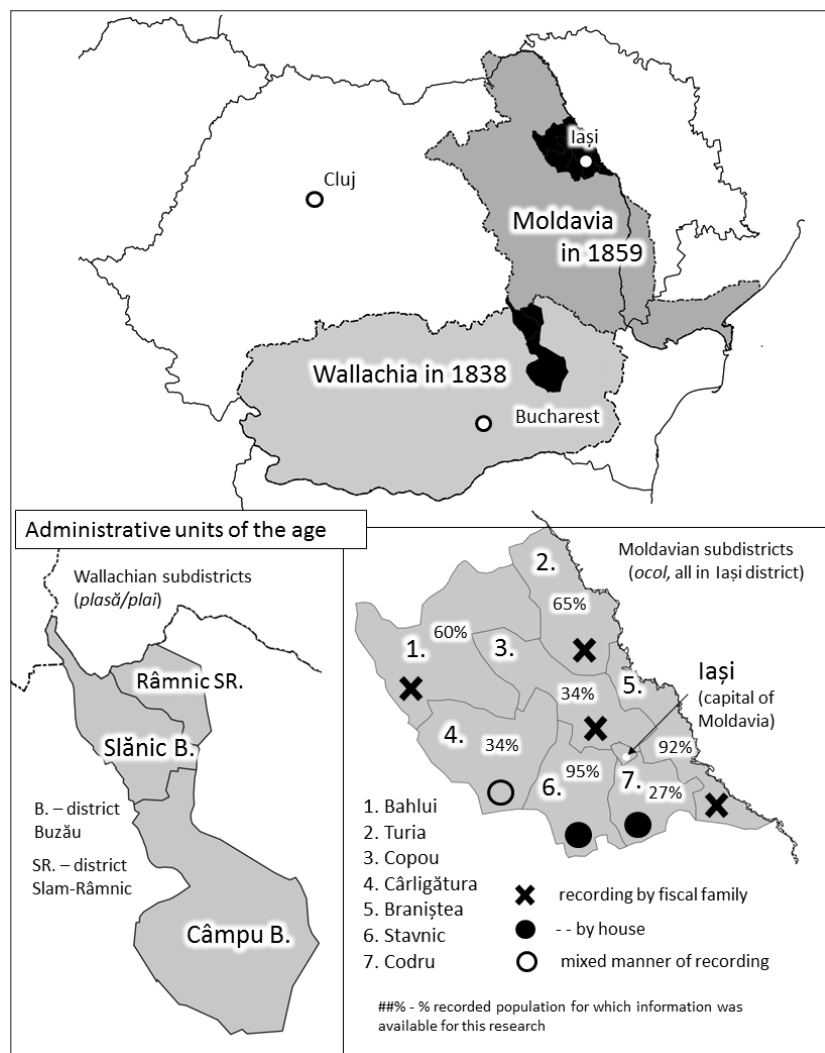 Iași
Cluj
Moldavia
in 1859
Wallachia in 1838
Bucharest
Administrative units of the age
Wallachian subdistricts
(plasă/plai)
Râmnic SR.
Slănic B.
B. – district
Buzău
SR. – district
Slam-Râmnic
Câmpu B.
Moldavian subdistricts
(ocol, all in Iași district)
2.
65%
60%
1.
3.
5.
34%
Iași
(capital of
Moldavia)
4.
34%
92%
95%
6.
7.
27%
1. Bahlui
2. Turia
3. Copou
4. Cârligătura
5. Braniștea
6. Stavnic
7. Codru
recording by fiscal family
- - by house
mixed manner of recording
##% - % recorded population for which information was
available for this research